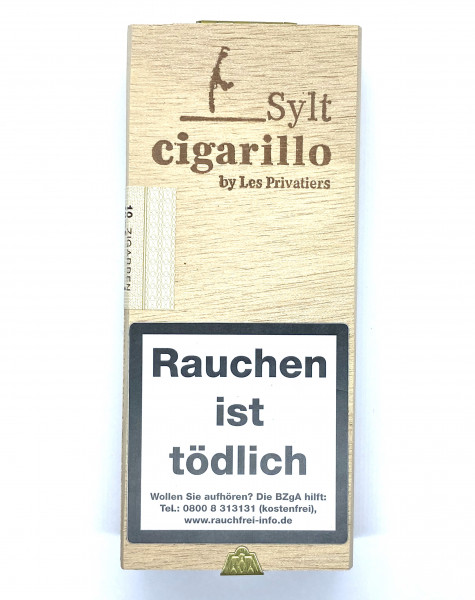 Sylt
cigarillo
by Les Privatiers
10 ZIGARREN
Rauchen
ist
tödlich
Wollen Sie aufhören? Die BZgA hilft:
TeL: 0800 8 313131 (kostenfrei),
www.rauchfrei-info.de